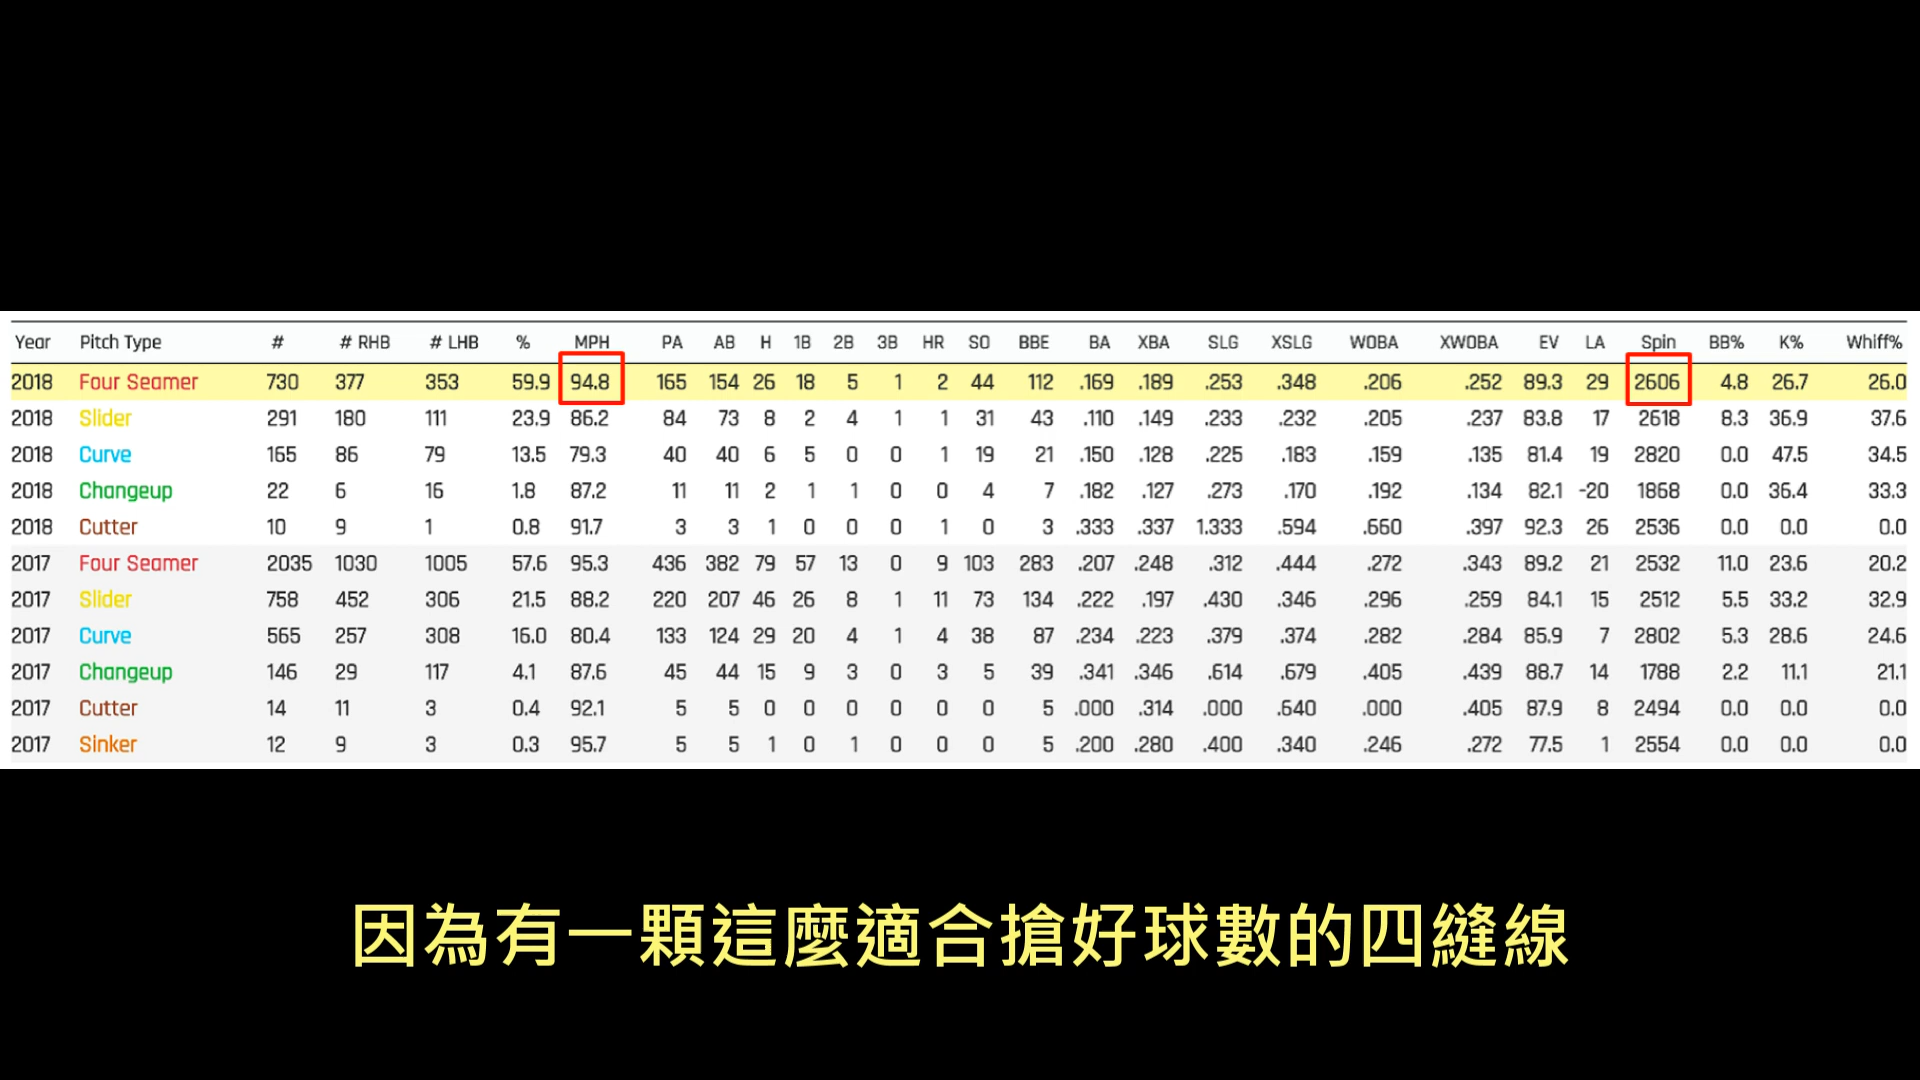 Year Pitch Type # # RHB # LHB % MPH PA AB H 1B 2B 3B HR SO BBE BA XBA SLG XSLG WOBA XWOBA EV LA Spin BB% K% Whiff%
2018 Four Seamer 730 377 353 59.9 94.8 165 154 26 18 5 1 2 44 112 .169 .189 .253 .348 .206 .252 89.3 29 2606 4.8 26.7 26.0
2018 Slider 291 180 111 23.9 86.2 84 73 8 2 4 1 1 31 43 .110 .149 .233 .232 .205 .237 83.8 17 2618 8.3 36.9 37.6
2018 Curve 165 86 79 13.5 79.3 40 40 6 5 0 0 1 19 21 .150 .128 .225 .183 .159 .135 81.4 19 2820 0.0 47.5 34.5
2018 Changeup 22 6 16 1.8 87.2 11 11 2 1 1 0 0 4 7 .182 .127 .273 .170 .192 .134 82.1 -20 1868 0.0 36.4 33.3
2018 Cutter 10 9 1 0.8 91.7 3 3 1 0 0 0 1 0 3 .333 .337 1.333 .594 .660 .397 92.3 26 2536 0.0 0.0 0.0
2017 Four Seamer 2035 1030 1005 57.6 95.3 436 382 79 57 13 0 9 103 283 .207 .248 .312 .444 .272 .343 89.2 21 2532 11.0 23.6 20.2
2017 Slider 758 452 306 21.5 88.2 220 207 46 26 8 1 11 73 134 .222 .197 .430 .346 .296 .259 84.1 15 2512 5.5 33.2 32.9
2017 Curve 565 257 308 16.0 80.4 133 124 29 20 4 1 4 38 87 .234 .223 .379 .374 .282 .284 85.9 7 2802 5.3 28.6 24.6
2017 Changeup 146 29 117 4.1 87.6 45 44 15 9 3 0 3 5 39 .341 .346 .614 .679 .405 .439 88.7 14 1788 2.2 11.1 21.1
2017 Cutter 14 11 3 0.4 92.1 5 5 0 0 0 0 0 0 5 .000 .314 .000 .640 .000 .405 87.9 8 2494 0.0 0.0 0.0
2017 Sinker 12 9 3 0.3 95.7 5 5 1 0 1 0 0 0 5 .200 .280 .400 .340 .246 .272 77.5 1 2554 0.0 0.0 0.0
因為有一顆這麼適合搶好球數的四縫線